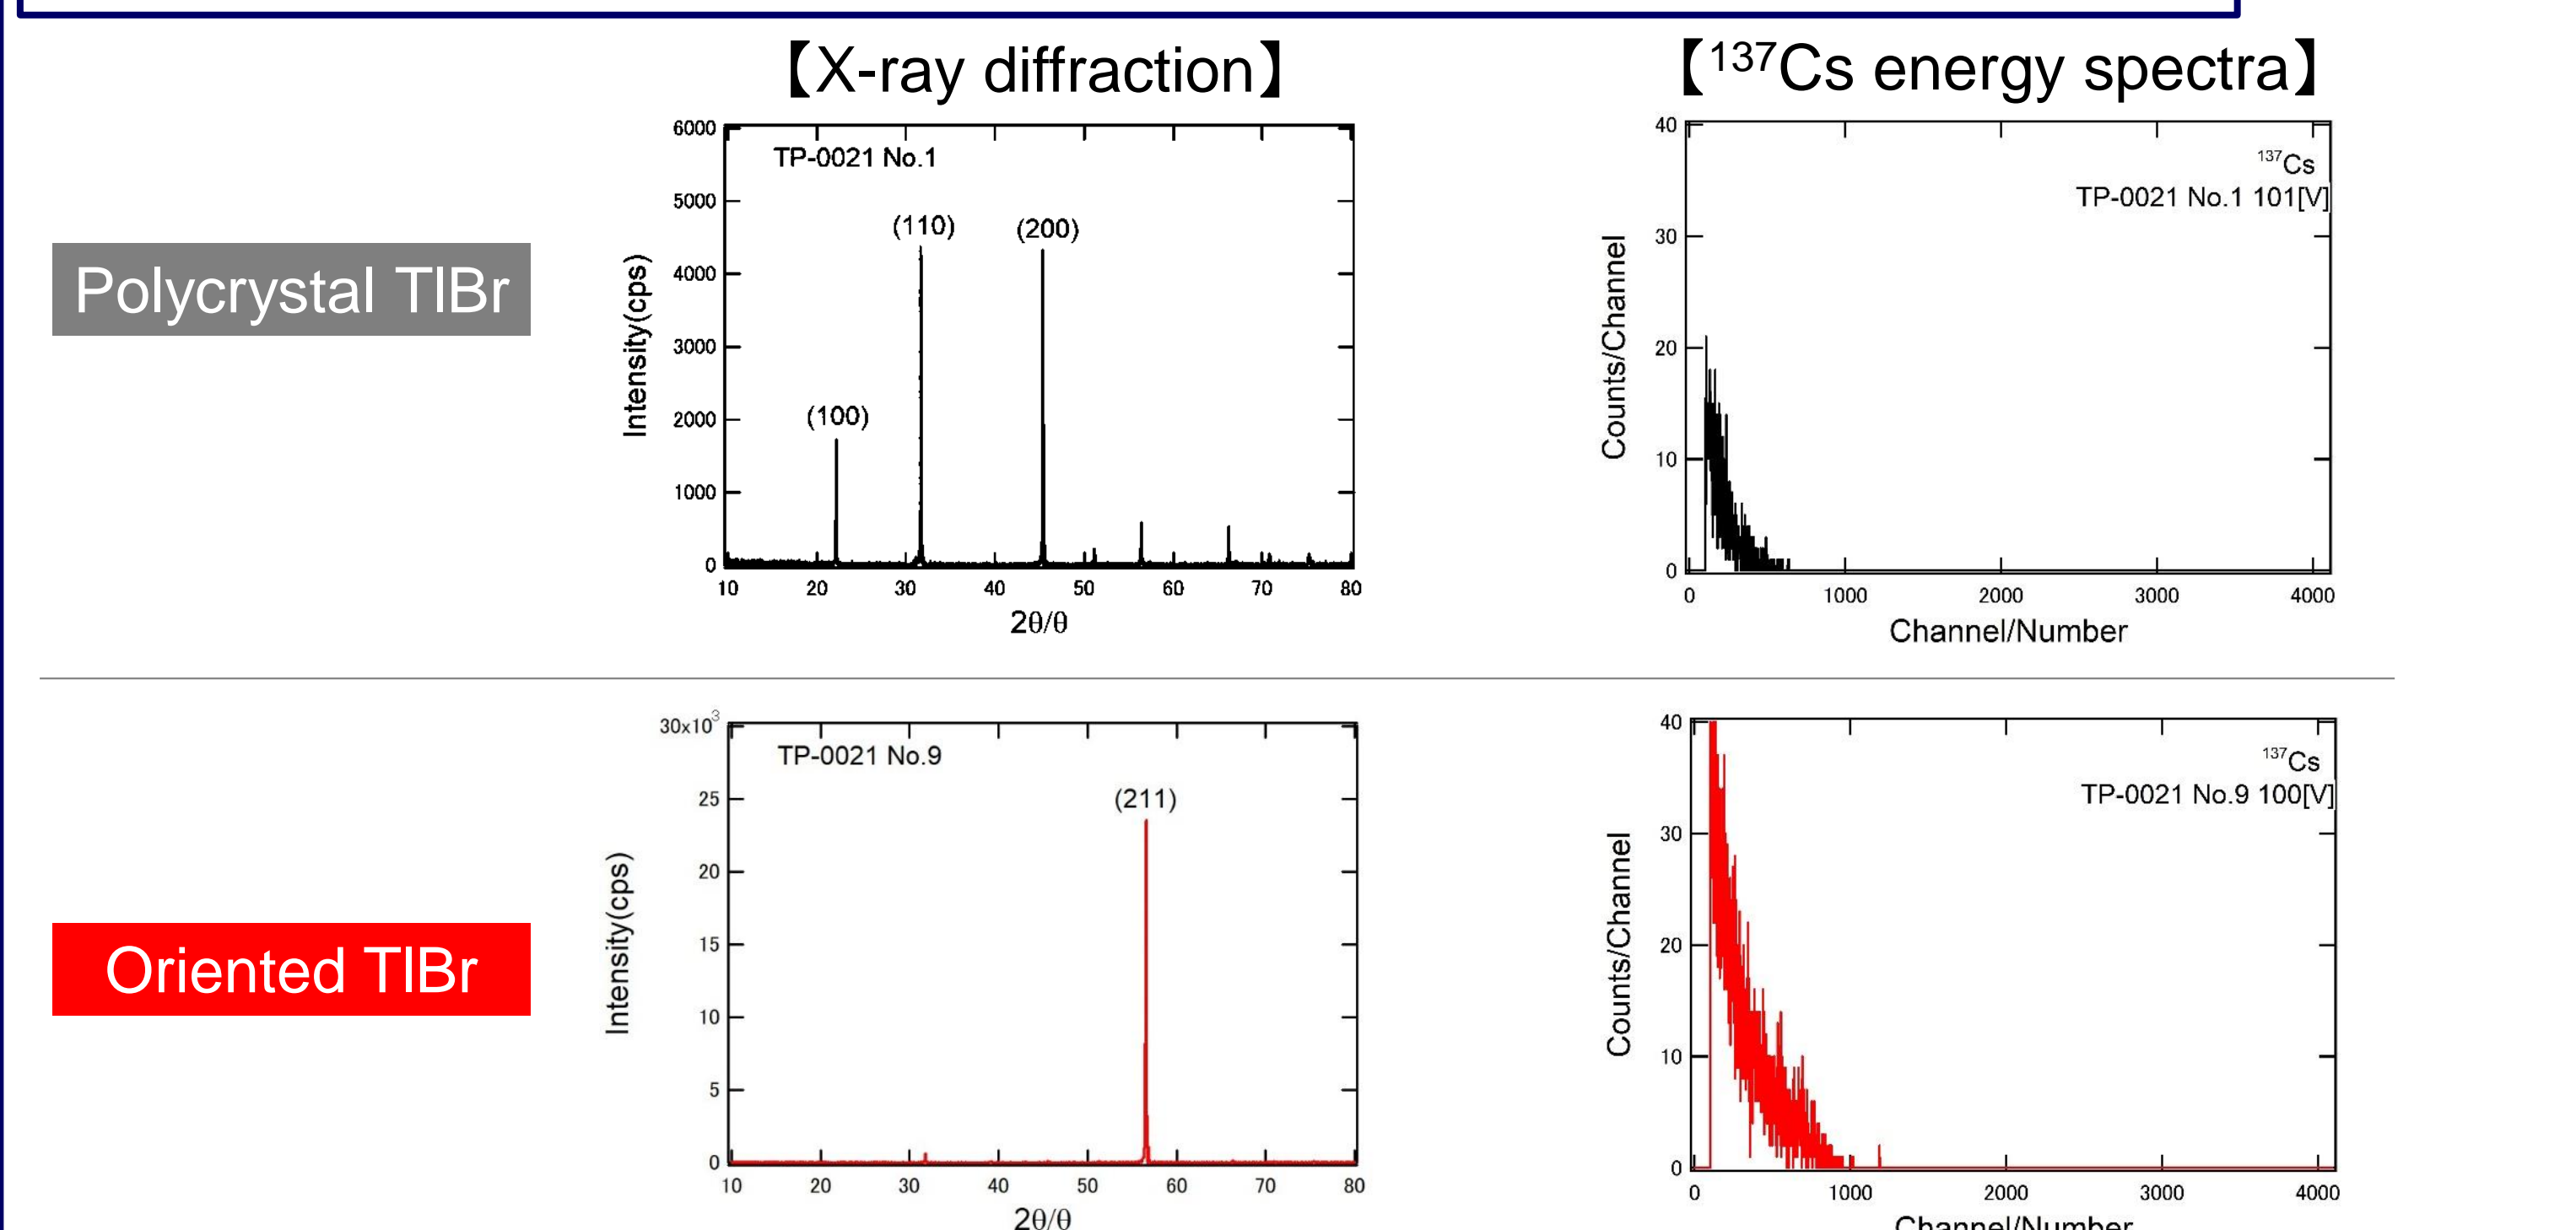 【X-ray diffraction】
【¹³⁷Cs energy spectra】
Polycrystal TlBr
6000
5000
4000
3000
2000
1000
0
Intensity(cps)
TP-0021 No.1
(100)
(110)
(200)
10 20 30 40 50 60 70 80
2θ/θ
40
30
20
10
0
Counts/Channel
¹³⁷Cs
TP-0021 No.1 101[V]
0 1000 2000 3000 4000
Channel/Number
Oriented TlBr
30x10³
25
20
15
10
5
0
Intensity(cps)
TP-0021 No.9
(211)
10 20 30 40 50 60 70 80
2θ/θ
40
30
20
10
0
Counts/Channel
¹³⁷Cs
TP-0021 No.9 100[V]
0 1000 2000 3000 4000
Channel/Number